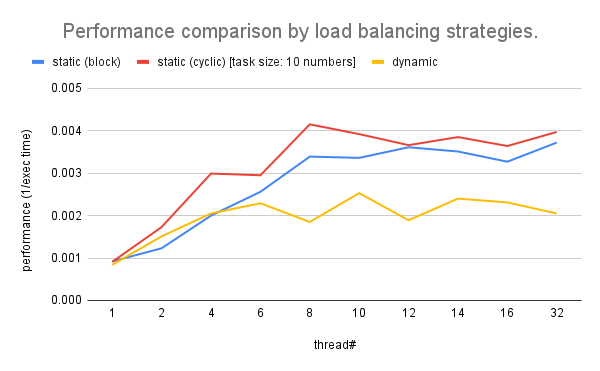 Performance comparison by load balancing strategies.
static (block) static (cyclic) [task size: 10 numbers] dynamic
0.005
0.004
0.003
0.002
0.001
0.000
performance (1/exec time)
1 2 4 6 8 10 12 14 16 32
thread#